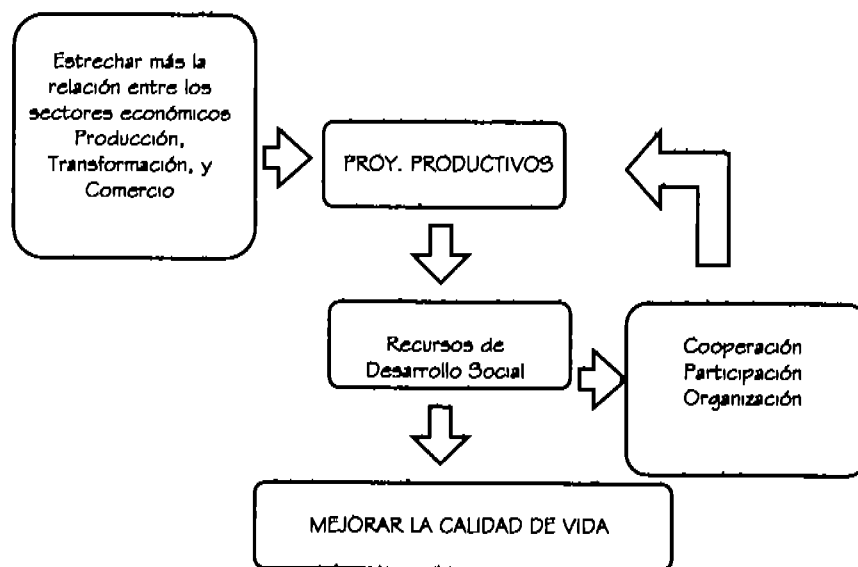 Estrechar más la
relación entre los
sectores económicos
Producción,
Transformación, y
Comercio
PROY. PRODUCTIVOS
Recursos de
Desarrollo Social
Cooperación
Participación
Organización
MEJORAR LA CALIDAD DE VIDA